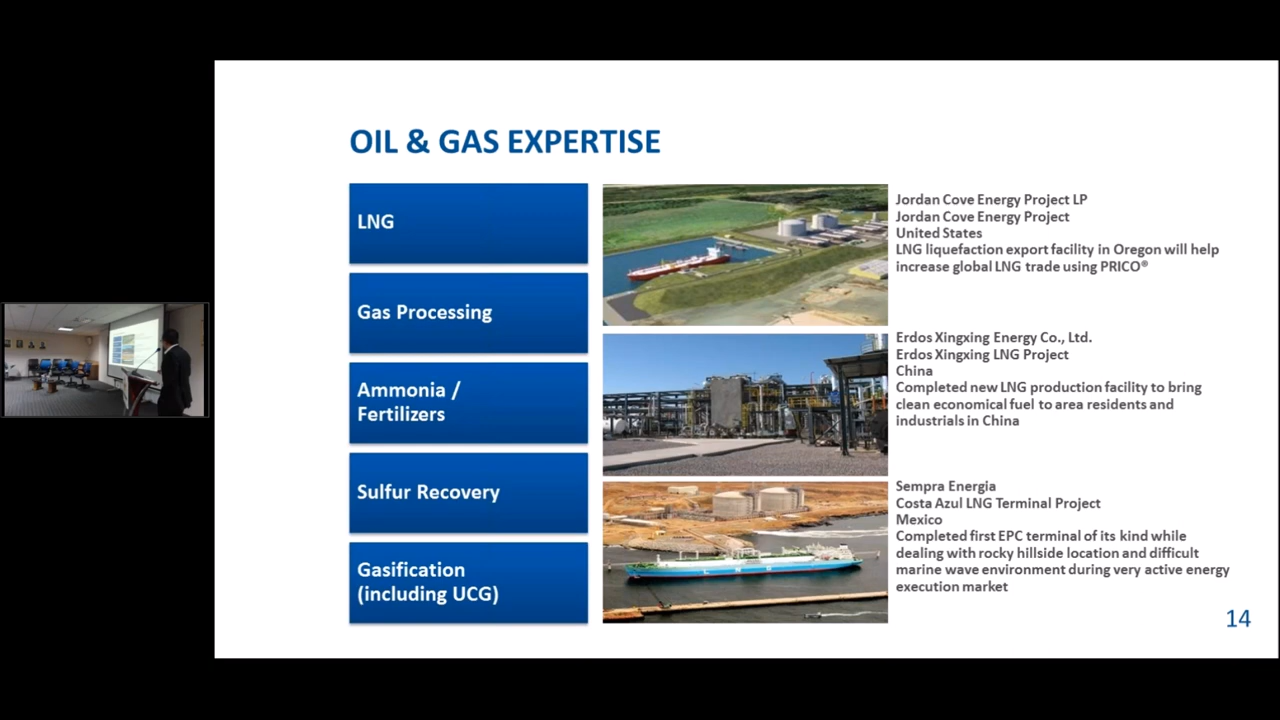 OIL & GAS EXPERTISE
LNG
Gas Processing
Ammonia /
Fertilizers
Sulfur Recovery
Gasification
(including UCG)
Jordan Cove Energy Project LP
Jordan Cove Energy Project
United States
LNG liquefaction export facility in Oregon will help
increase global LNG trade using PRICO®
Erdos Xingxing Energy Co., Ltd.
Erdos Xingxing LNG Project
China
Completed new LNG production facility to bring
clean economical fuel to area residents and
industrials in China
Sempra Energia
Costa Azul LNG Terminal Project
Mexico
Completed first EPC terminal of its kind while
dealing with rocky hillside location and difficult
marine wave environment during very active energy
execution market
14